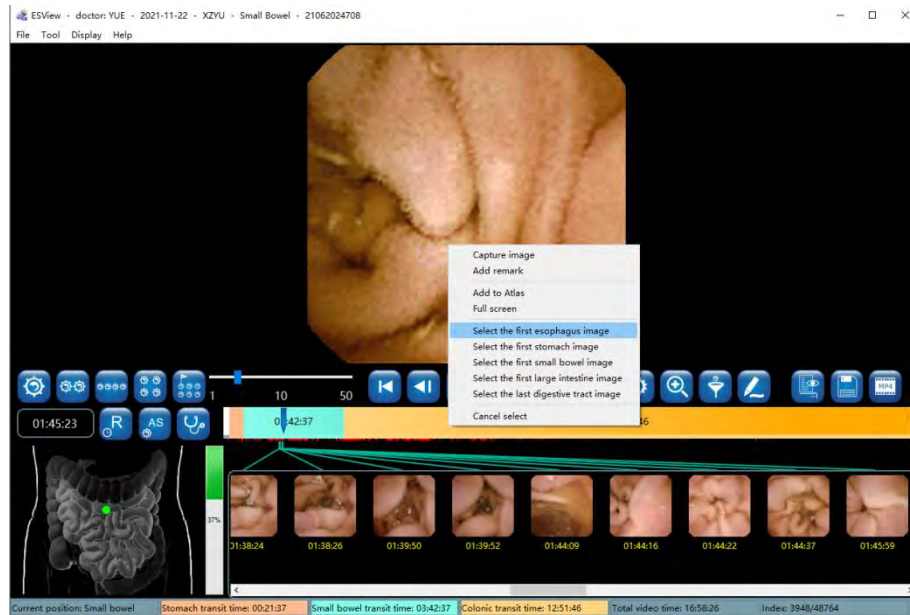 ESView - doctor: YUE - 2021-11-22 - XZYU - Small Bowel - 21062024708
File Tool Display Help
Capture image
Add remark
Add to Atlas
Full screen
Select the first esophagus image
Select the first stomach image
Select the first small bowel image
Select the first large intestine image
Select the last digestive tract image
Cancel select
1 10 50
MP4
01:45:23 R AS
42:37
46
37%
01:38:24 01:38:26 01:39:50 01:39:52 01:44:09 01:44:16 01:44:22 01:44:37 01:45:59
Current position: Small bowel Stomach transit time: 00:21:37 Small bowel transit time: 03:42:37 Colonic transit time: 12:51:46 Total video time: 16:58:26 Index: 3948/48764